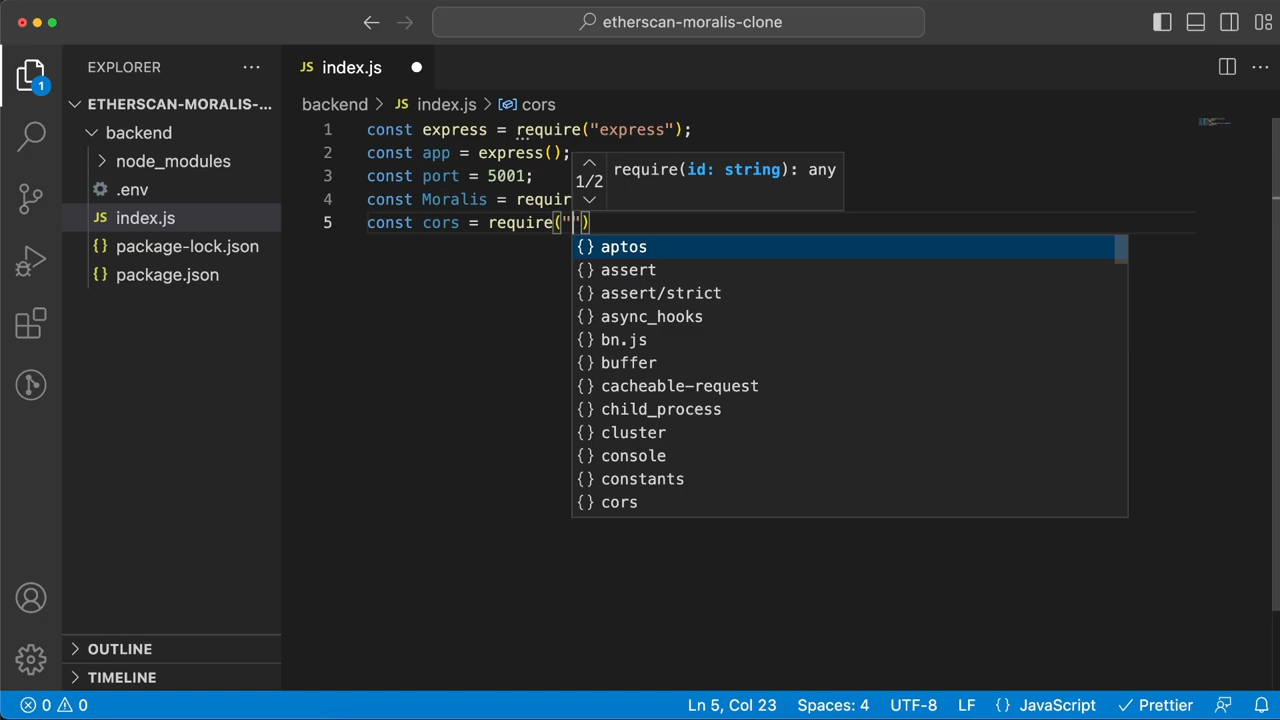 etherscan-moralis-clone
EXPLORER
JS index.js
ETHERSCAN-MORALIS-...
backend > JS index.js > cors
backend
node_modules
.env
JS index.js
{} package-lock.json
{} package.json
1
1 const express = require("express");
2 const app = express();
3 const port = 5001;
4 const Moralis = requir
5 const cors = require("")
1/2
require(id: string): any
{} aptos
{} assert
{} assert/strict
{} async_hooks
{} bn.js
{} buffer
{} cacheable-request
{} child_process
{} cluster
{} console
{} constants
{} cors
OUTLINE
TIMELINE
0 0
Ln 5, Col 23 Spaces: 4 UTF-8 LF {} JavaScript Prettier